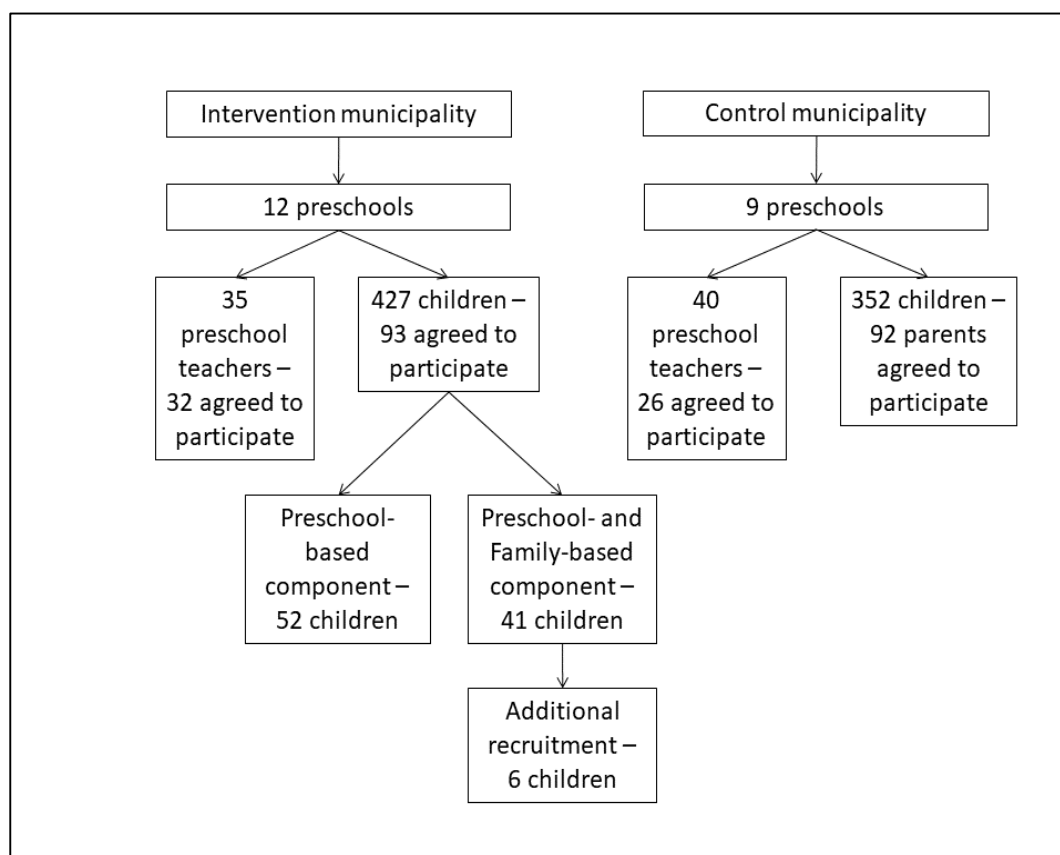 Intervention municipality
Control municipality
12 preschools
9 preschools
35
preschool
teachers –
32 agreed to
participate
427 children –
93 agreed to
participate
40
preschool
teachers –
26 agreed to
participate
352 children –
92 parents
agreed to
participate
Preschool-
based
component –
52 children
Preschool- and
Family-based
component –
41 children
Additional
recruitment –
6 children